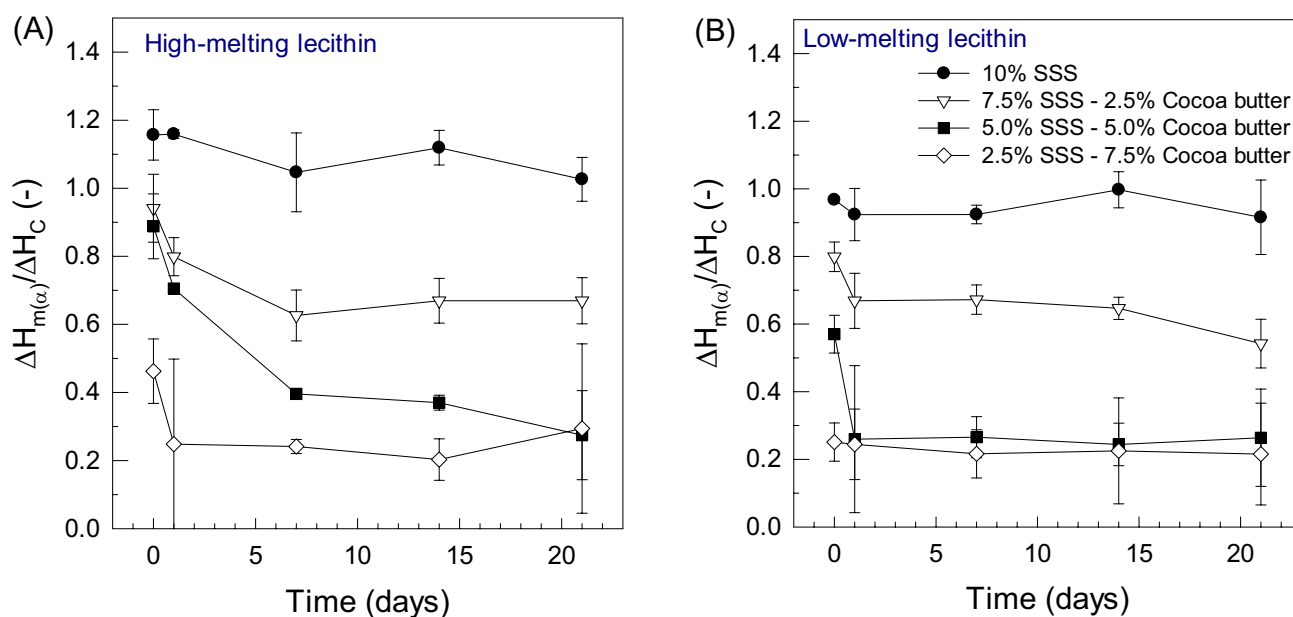 (A)
High-melting lecithin
1.4
1.2
1.0
0.8
0.6
0.4
0.2
0.0
ΔHm(α)/ΔHC (-)
0 5 10 15 20
Time (days)
(B)
Low-melting lecithin
10% SSS
7.5% SSS - 2.5% Cocoa butter
5.0% SSS - 5.0% Cocoa butter
2.5% SSS - 7.5% Cocoa butter
1.4
1.2
1.0
0.8
0.6
0.4
0.2
0.0
ΔHm(α)/ΔHC (-)
0 5 10 15 20
Time (days)